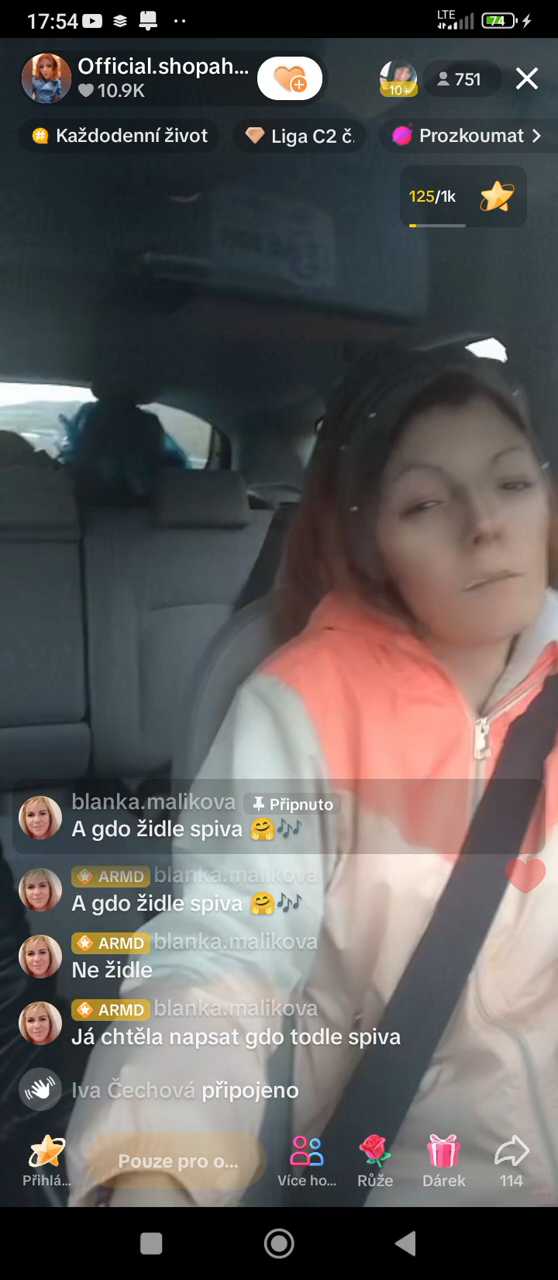 17:54
LTE
74
Official.shopah...
10.9K
10+
751
Každodenní život
Liga C2 č.
Prozkoumat >
125/1k
blanka.malikova Připnuto
A gdo židle spiva 🤗🎶
ARMD blanka.malikova
A gdo židle spiva 🤗🎶
ARMD blanka.malikova
Ne židle
ARMD blanka.malikova
Já chtěla napsat gdo todle spiva
Iva Čechová připojeno
Pouze pro o...
Přihlá...
Více ho...
Růže
Dárek
114